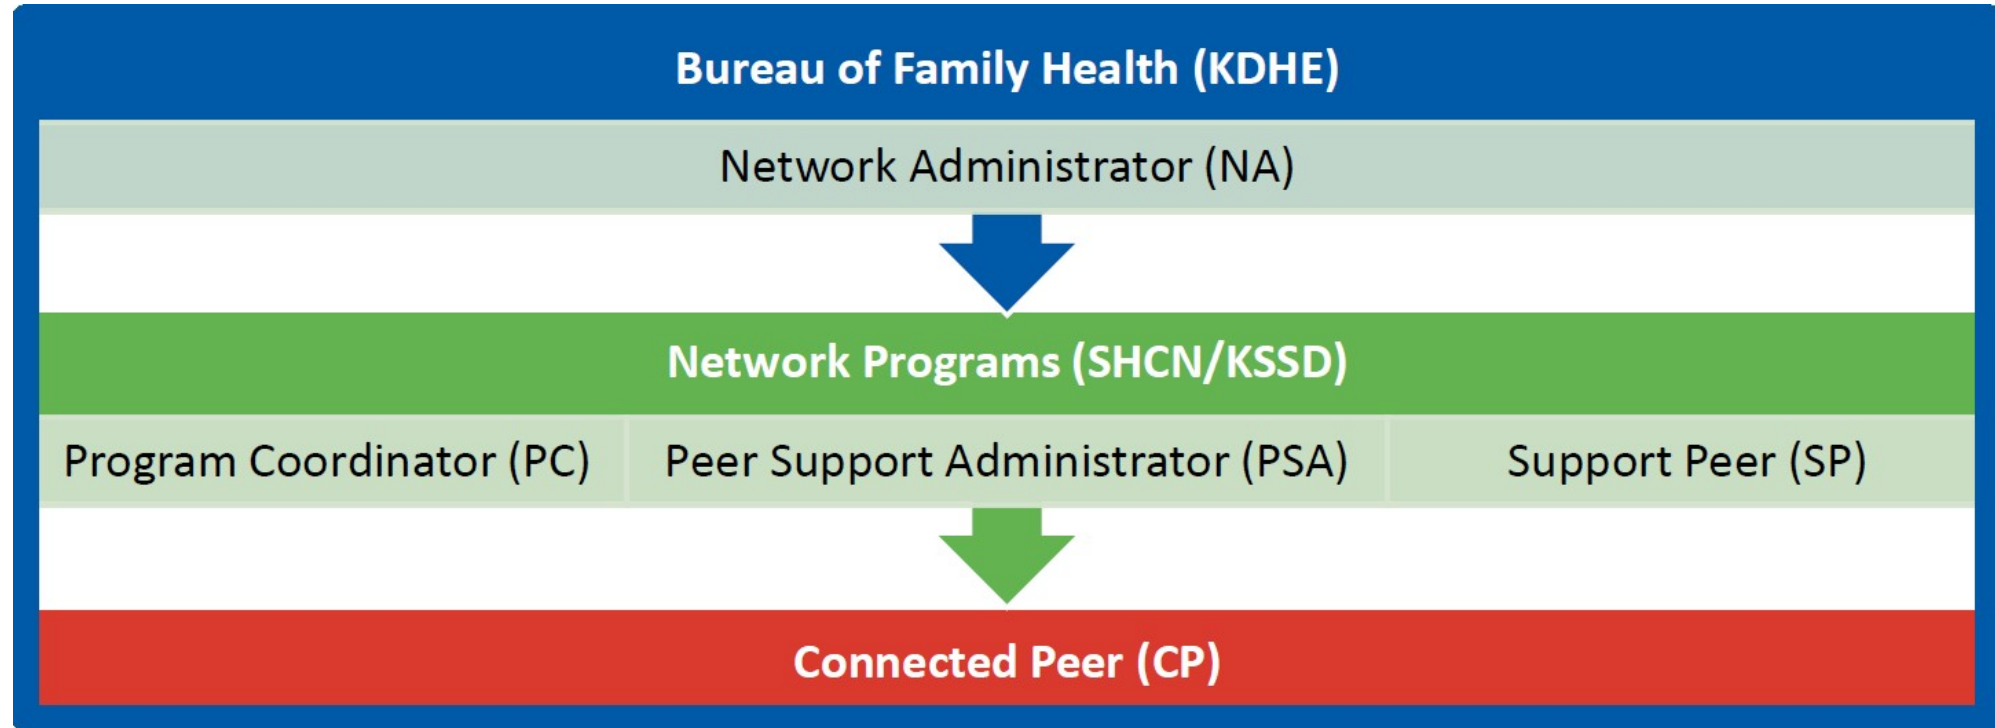 Bureau of Family Health (KDHE)
Network Administrator (NA)
Network Programs (SHCN/KSSD)
Program Coordinator (PC)
Peer Support Administrator (PSA)
Support Peer (SP)
Connected Peer (CP)